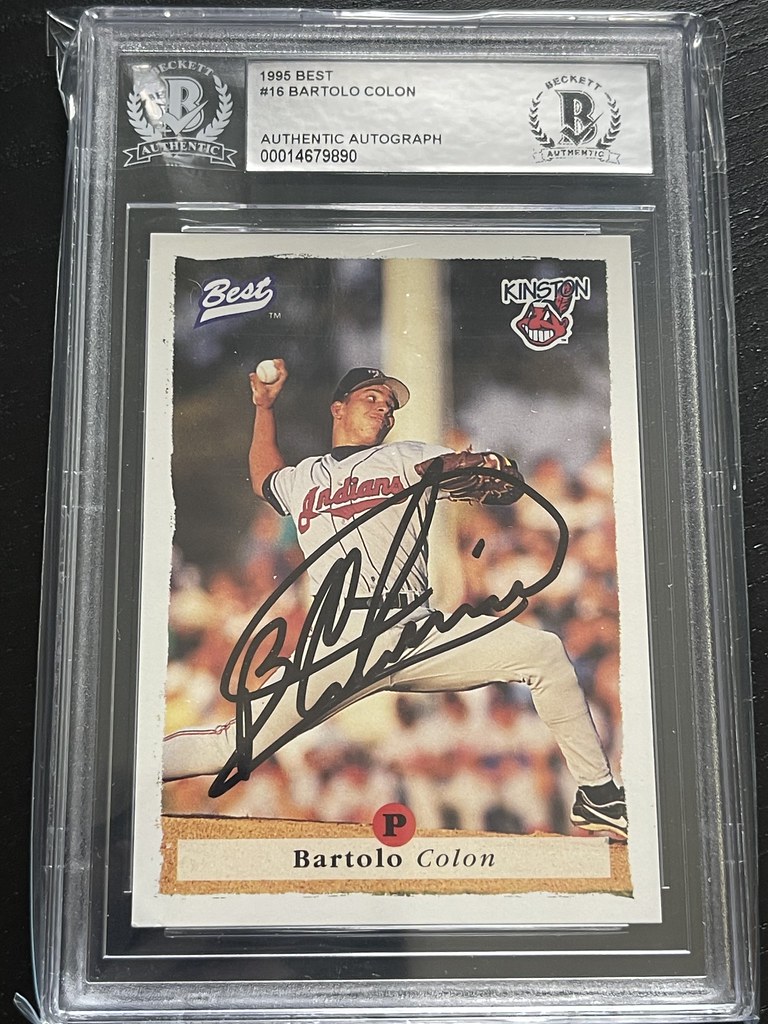 BECKETT
B
AUTHENTIC
1995 BEST
#16 BARTOLO COLON
AUTHENTIC AUTOGRAPH
00014679890
BECKETT
B
AUTHENTIC
Best
TM
KINSTON
Indians
P
Bartolo Colon